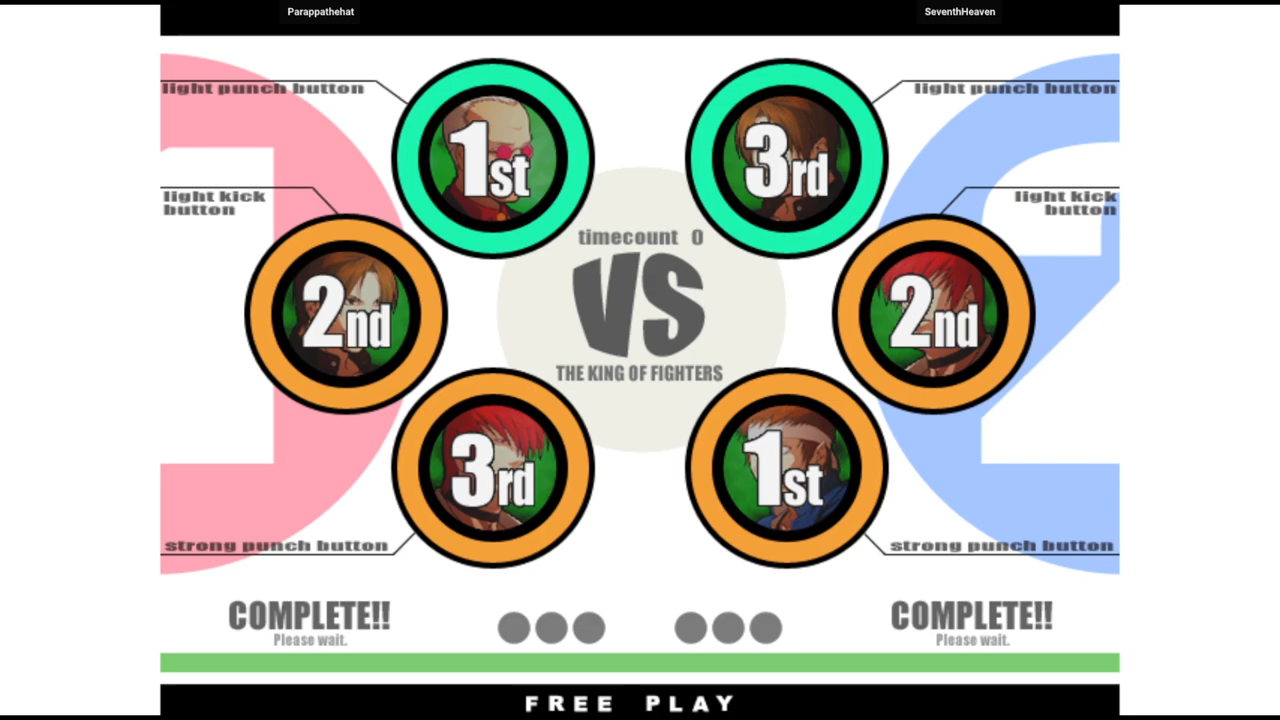 Parappathehat
SeventhHeaven
light punch button
light punch button
1st
3rd
light kick
button
light kick
button
timecount 0
2nd
VS
2nd
THE KING OF FIGHTERS
3rd
1st
strong punch button
strong punch button
COMPLETE!!
Please wait.
COMPLETE!!
Please wait.
FREE PLAY
1
2